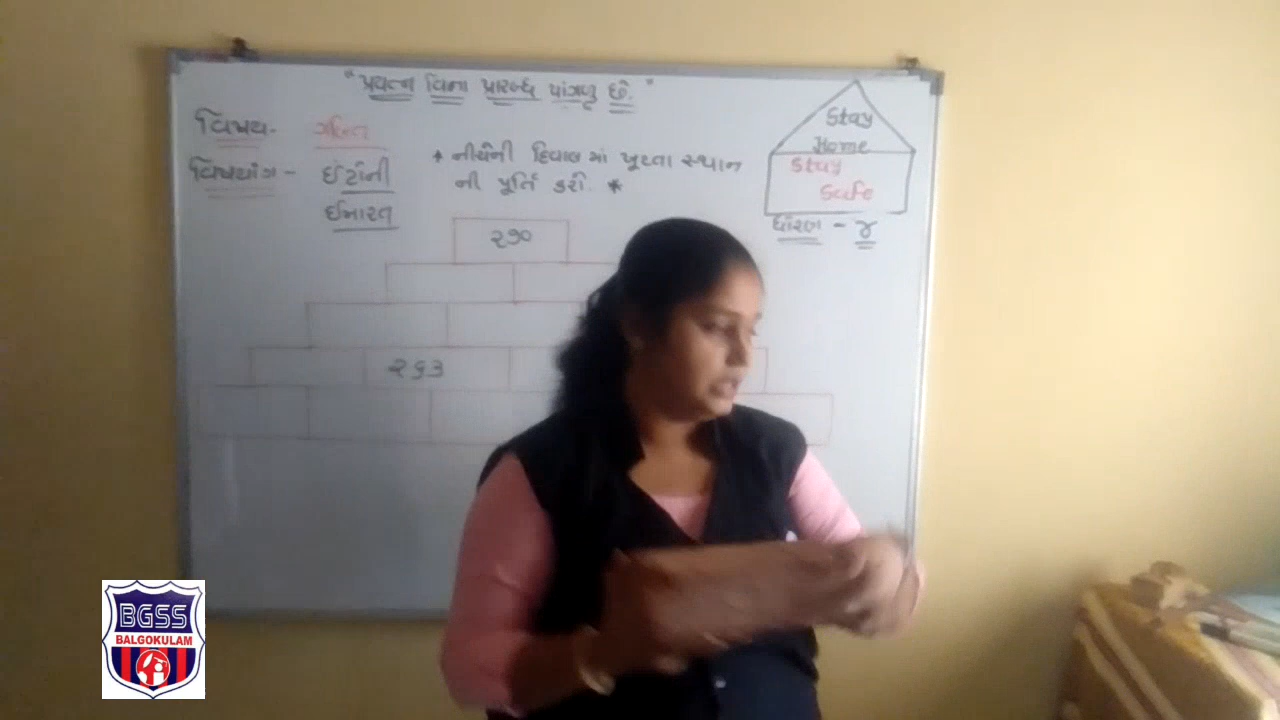 "પ્રયત્ન વિના પ્રારબ્ધ પાંગળુ છે."
વિષય- ગણિત
વિષયાંગ - ઈંટોની
ઈમારત
* નીચેની દિવાલ માં ખૂટતા સ્થાન
ની પૂર્તિ કરો. *
Stay
Home
Stay
Safe
ધોરણ - ૪
૨૭૦
૨૬૩
BGSS
BALGOKULAM